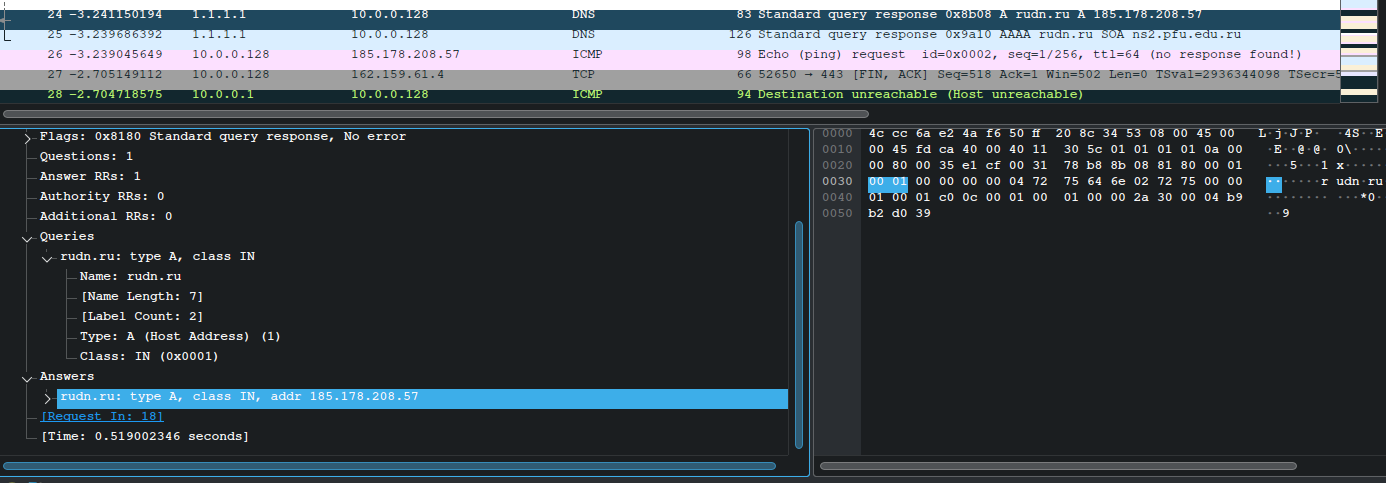 24 -3.241150194 1.1.1.1 10.0.0.128 DNS 83 Standard query response 0x8b08 A rudn.ru A 185.178.208.57
25 -3.239686392 1.1.1.1 10.0.0.128 DNS 126 Standard query response 0x9a10 AAAA rudn.ru SOA ns2.pfu.edu.ru
26 -3.239045649 10.0.0.128 185.178.208.57 ICMP 98 Echo (ping) request id=0x0002, seq=1/256, ttl=64 (no response found!)
27 -2.705149112 10.0.0.128 162.159.61.4 TCP 66 52650 → 443 [FIN, ACK] Seq=518 Ack=1 Win=502 Len=0 TSval=2936344098 TSecr=5
28 -2.704718575 10.0.0.1 10.0.0.128 ICMP 94 Destination unreachable (Host unreachable)
Flags: 0x8180 Standard query response, No error
Questions: 1
Answer RRs: 1
Authority RRs: 0
Additional RRs: 0
Queries
rudn.ru: type A, class IN
Name: rudn.ru
[Name Length: 7]
[Label Count: 2]
Type: A (Host Address) (1)
Class: IN (0x0001)
Answers
rudn.ru: type A, class IN, addr 185.178.208.57
[Request In: 18]
[Time: 0.519002346 seconds]
0000 4c cc 6a e2 4a f6 50 ff 20 8c 34 53 08 00 45 00 L·j·J·P· ·4S··E·
0010 00 45 fd ca 40 00 40 11 30 5c 01 01 01 01 0a 00 ·E··@·@·0\······
0020 00 80 00 35 e1 cf 00 31 78 b8 8b 08 81 80 00 01 ···5···1x·······
0030 00 01 00 00 00 00 04 72 75 64 6e 02 72 75 00 00 ·······rudn·ru··
0040 01 00 01 c0 0c 00 01 00 01 00 00 2a 30 00 04 b9 ···········*0···
0050 b2 d0 39 ··9